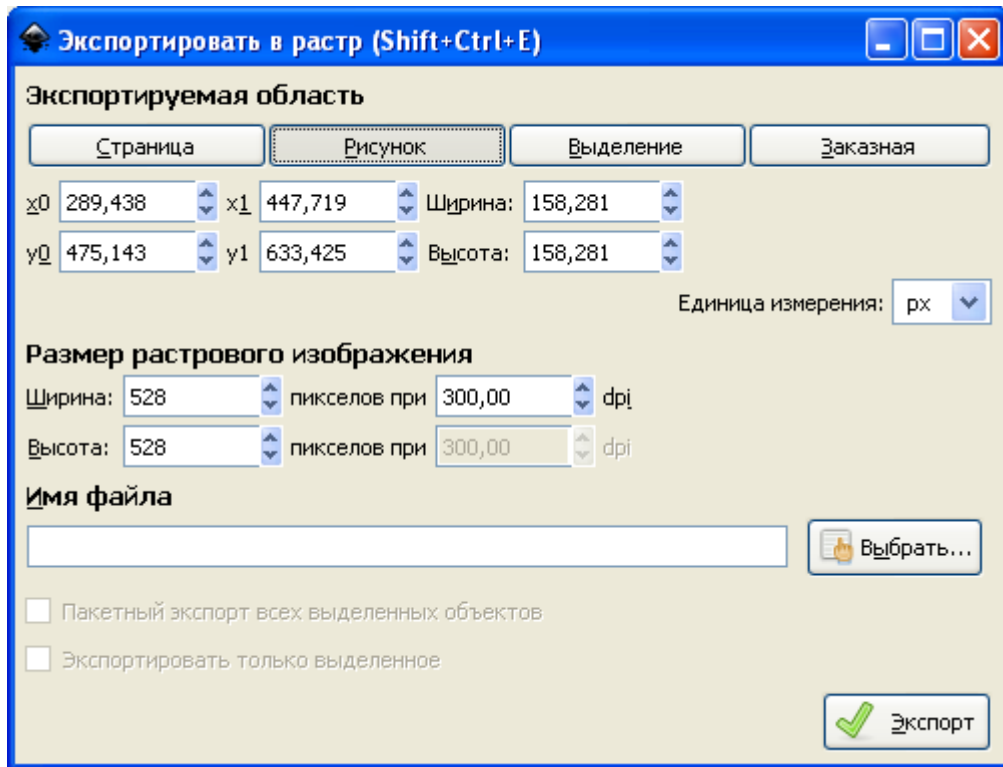 Экспортировать в растр (Shift+Ctrl+E)
Экспортируемая область
Страница Рисунок Выделение Заказная
x0 289,438 x1 447,719 Ширина: 158,281
y0 475,143 y1 633,425 Высота: 158,281
Единица измерения: px
Размер растрового изображения
Ширина: 528 пикселов при 300,00 dpi
Высота: 528 пикселов при 300,00 dpi
Имя файла
Выбрать...
Пакетный экспорт всех выделенных объектов
Экспортировать только выделенное
Экспорт